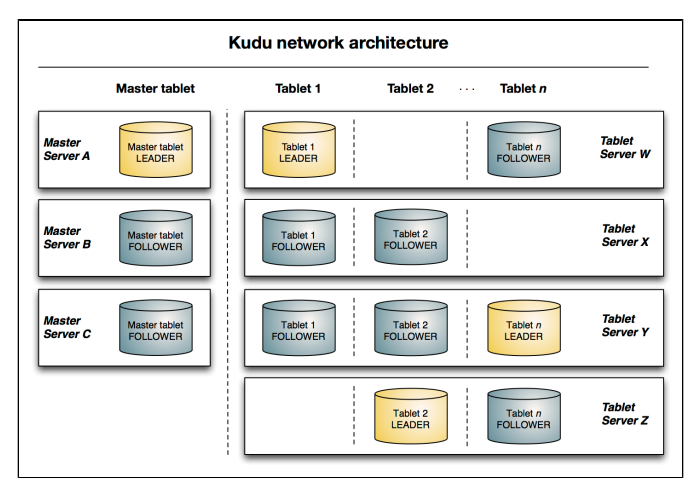 Kudu network architecture
Master tablet
Tablet 1
Tablet 2
· · ·
Tablet n
Master
Server A
Master tablet
LEADER
Tablet 1
LEADER
Tablet n
FOLLOWER
Tablet
Server W
Master
Server B
Master tablet
FOLLOWER
Tablet 1
FOLLOWER
Tablet 2
FOLLOWER
Tablet
Server X
Master
Server C
Master tablet
FOLLOWER
Tablet 1
FOLLOWER
Tablet 2
FOLLOWER
Tablet n
LEADER
Tablet
Server Y
Tablet 2
LEADER
Tablet n
FOLLOWER
Tablet
Server Z